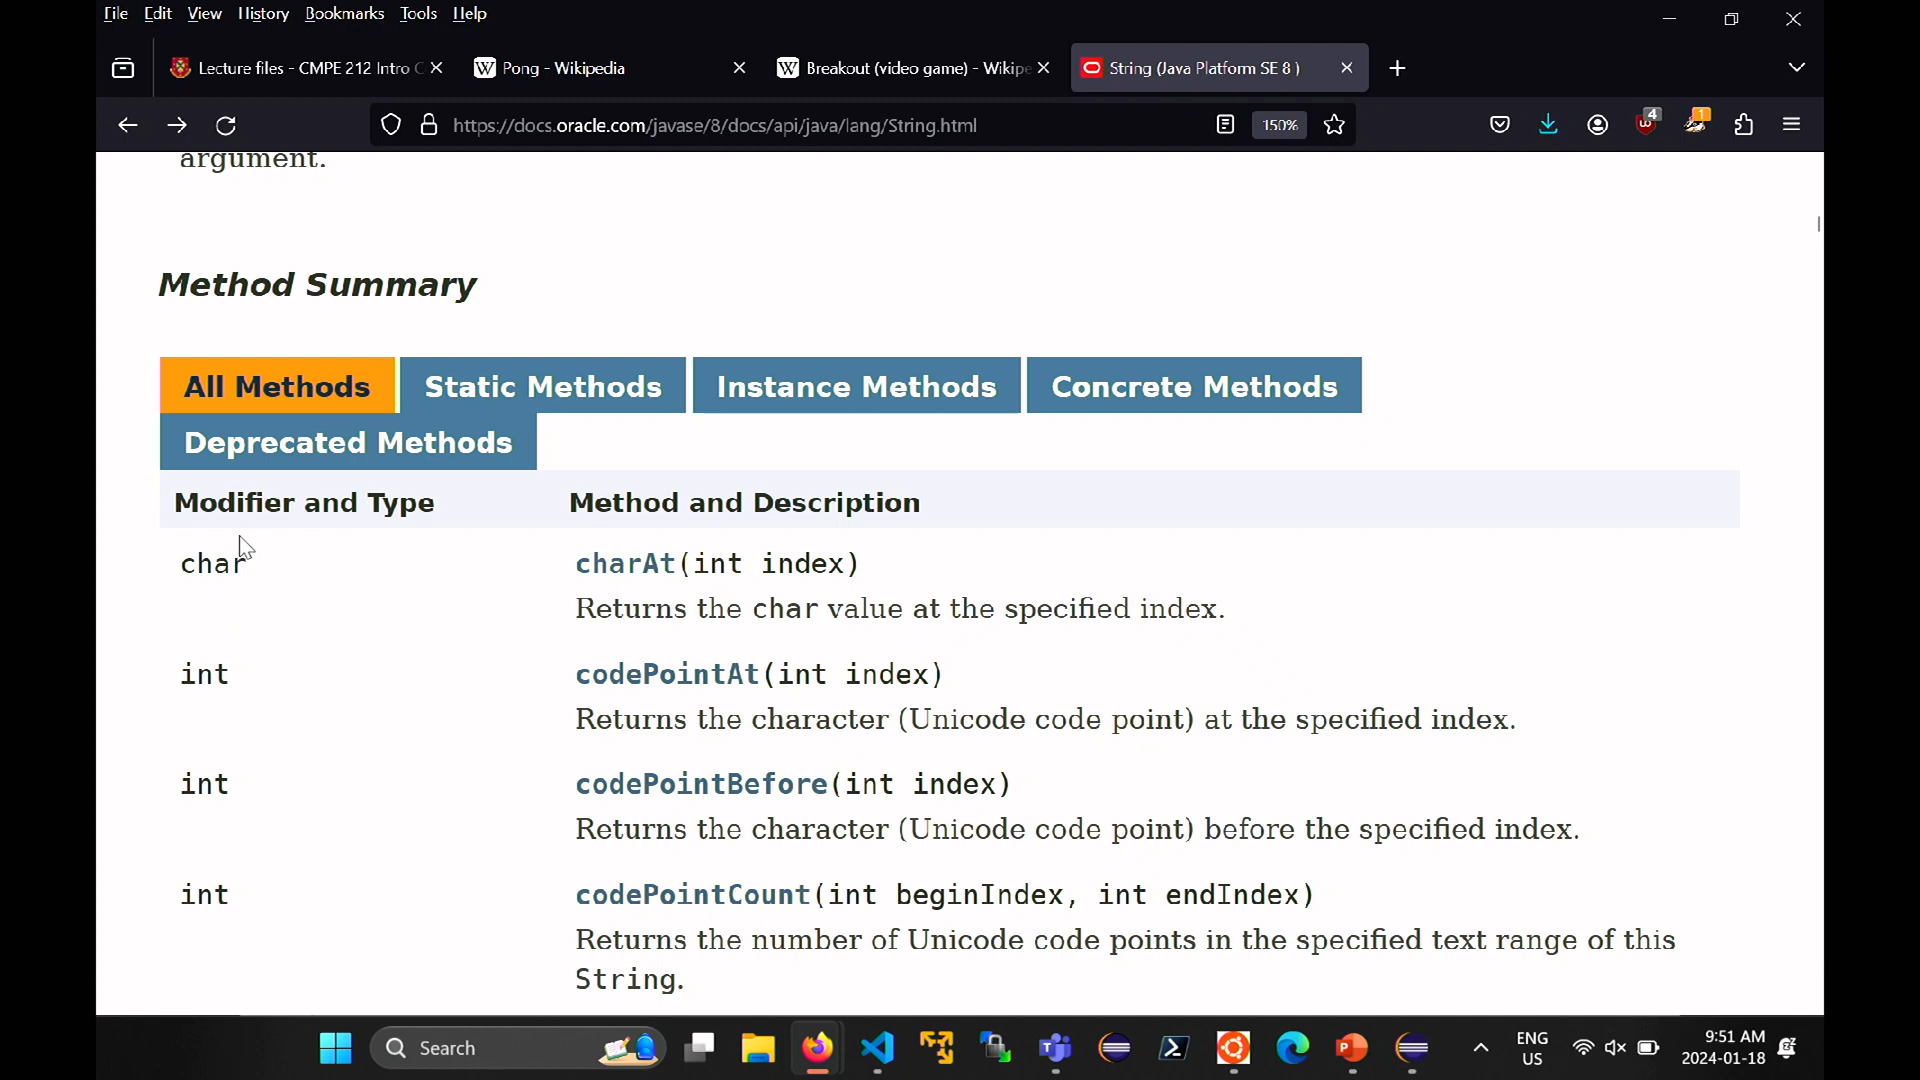 File Edit View History Bookmarks Tools Help
Lecture files - CMPE 212 Intro C
Pong - Wikipedia
Breakout (video game) - Wikipe
String (Java Platform SE 8 )
https://docs.oracle.com/javase/8/docs/api/java/lang/String.html
150%
4
1
argument.
Method Summary
All Methods Static Methods Instance Methods Concrete Methods
Deprecated Methods
Modifier and Type Method and Description
char charAt(int index)
Returns the char value at the specified index.
int codePointAt(int index)
Returns the character (Unicode code point) at the specified index.
int codePointBefore(int index)
Returns the character (Unicode code point) before the specified index.
int codePointCount(int beginIndex, int endIndex)
Returns the number of Unicode code points in the specified text range of this
String.
Search
ENG
US
9:51 AM
2024-01-18